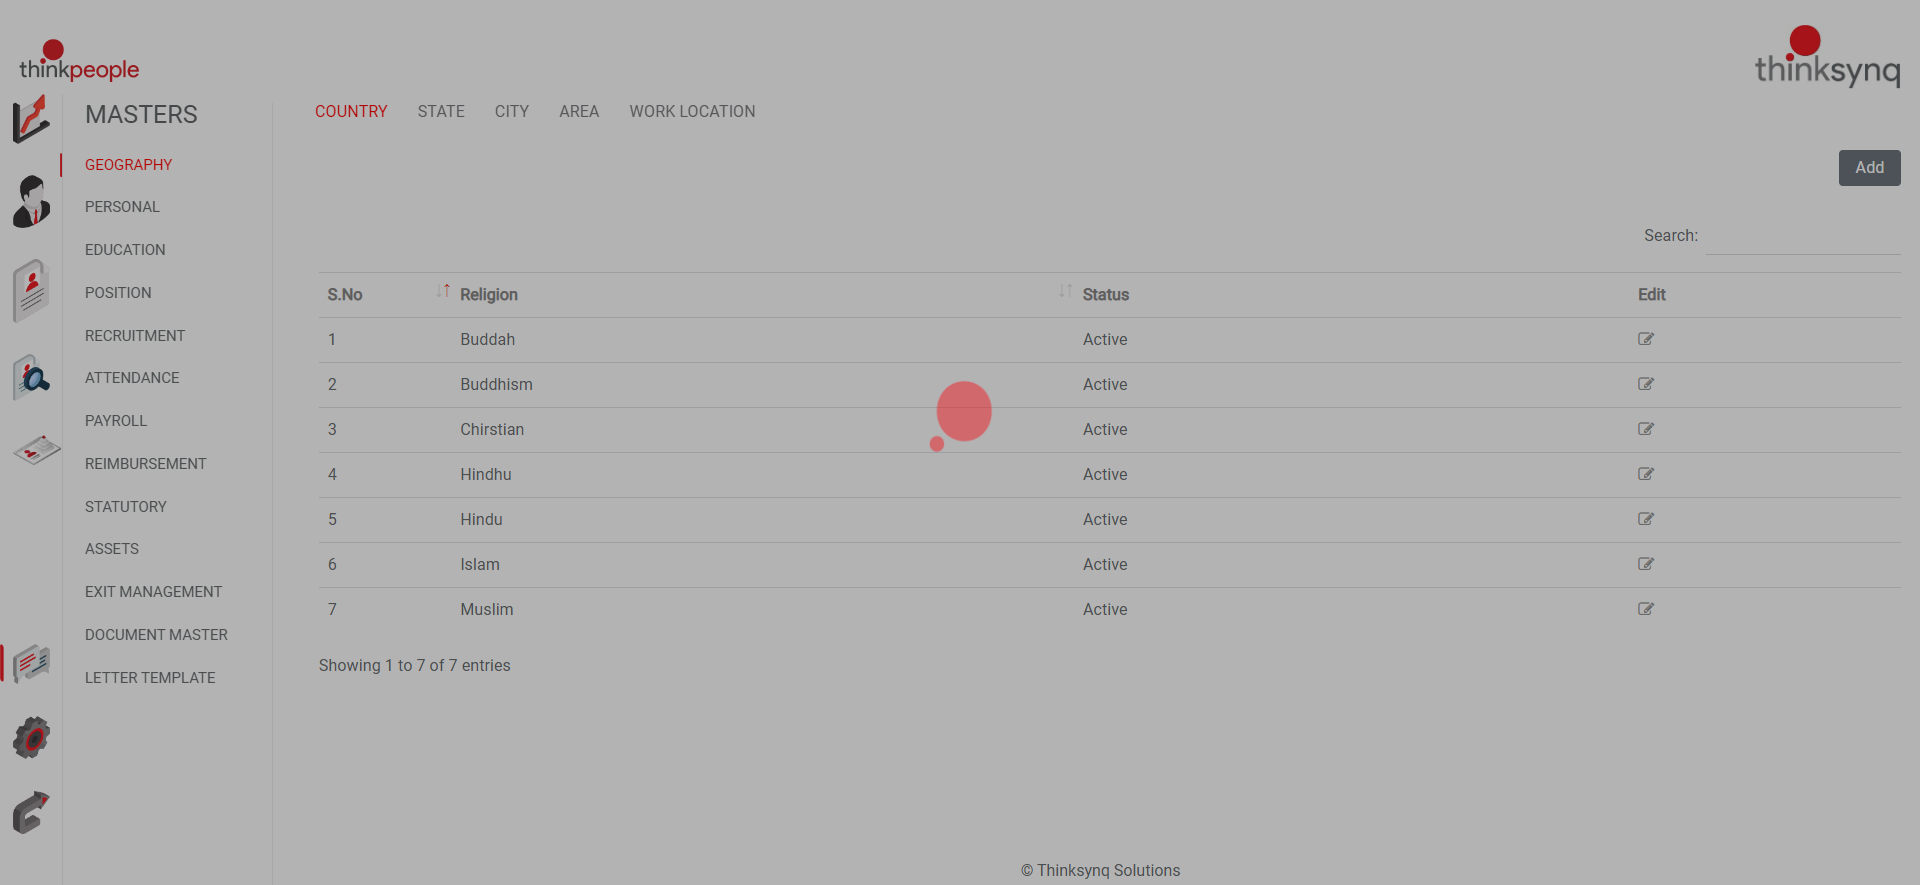 thinkpeople
thinksynq
MASTERS
COUNTRY STATE CITY AREA WORK LOCATION
GEOGRAPHY
PERSONAL
EDUCATION
POSITION
RECRUITMENT
ATTENDANCE
PAYROLL
REIMBURSEMENT
STATUTORY
ASSETS
EXIT MANAGEMENT
DOCUMENT MASTER
LETTER TEMPLATE
Add
Search:
S.No Religion Status Edit
1 Buddah Active
2 Buddhism Active
3 Chirstian Active
4 Hindhu Active
5 Hindu Active
6 Islam Active
7 Muslim Active
Showing 1 to 7 of 7 entries
© Thinksynq Solutions